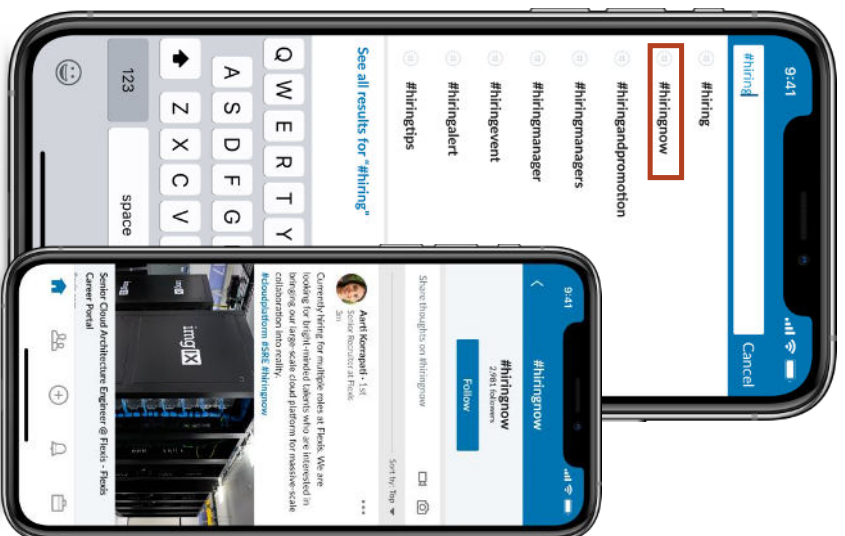 9:41
#hiring
Cancel
#hiring
#hiringnow
#hiringandpromotion
#hiringmanagers
#hiringmanager
#hiringevent
#hiringalert
#hiringtips
See all results for "#hiring"
Q W E R T Y
A S D F G
Z X C V
123
space
9:41
#hiringnow
#hiringnow
2,981 followers
Follow
Share thoughts on #hiringnow
Sort by: Top
Aarti Korrapati · 1st
Senior Recruiter at Flexis
3m
Currently hiring for multiple roles at Flexis. We are
looking for bright-minded talents who are interested in
bringing our large-scale cloud platform for massive-scale
collaboration into reality.
#cloudplatform #SRE #hiringnow
imgIX
Senior Cloud Architecture Engineer @ Flexis - Flexis
Career Portal